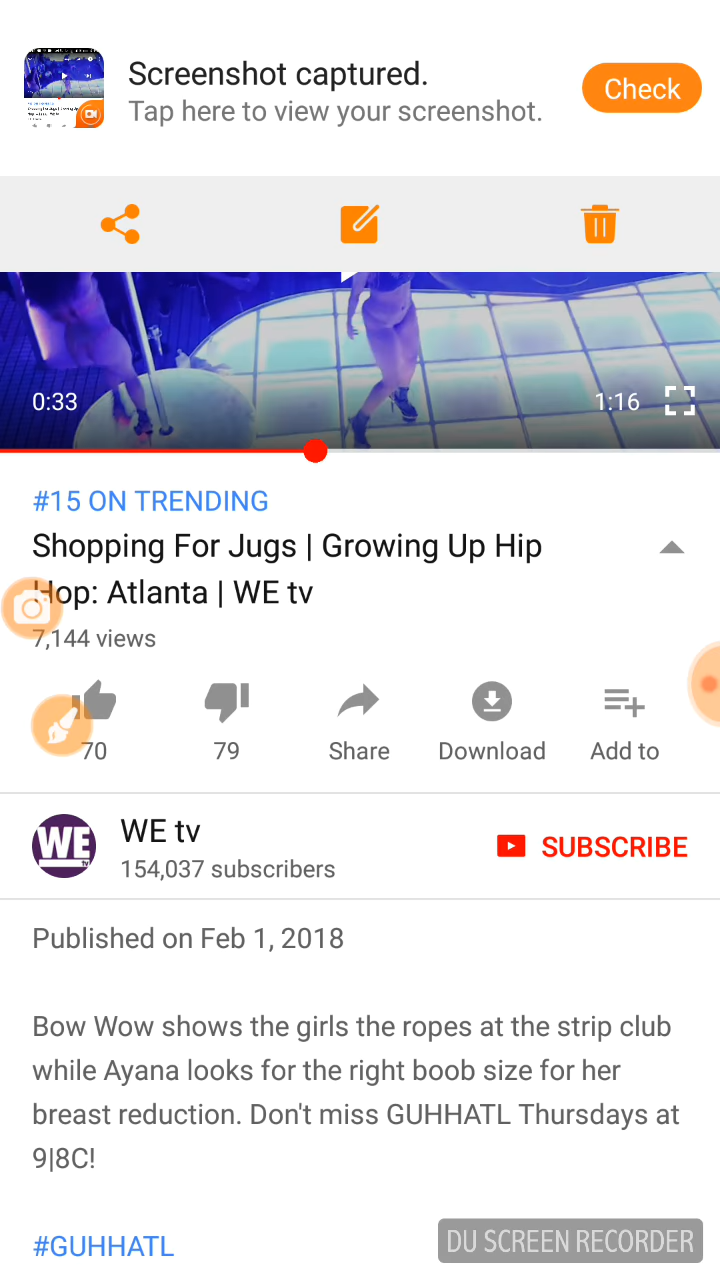 Screenshot captured.
Check
Tap here to view your screenshot.
0:33
1:16
#15 ON TRENDING
Shopping For Jugs | Growing Up Hip
Hop: Atlanta | WE tv
7,144 views
70
79
Share
Download
Add to
WE
tv
WE tv
154,037 subscribers
SUBSCRIBE
Published on Feb 1, 2018
Bow Wow shows the girls the ropes at the strip club
while Ayana looks for the right boob size for her
breast reduction. Don't miss GUHHATL Thursdays at
9|8C!
#GUHHATL
DU SCREEN RECORDER